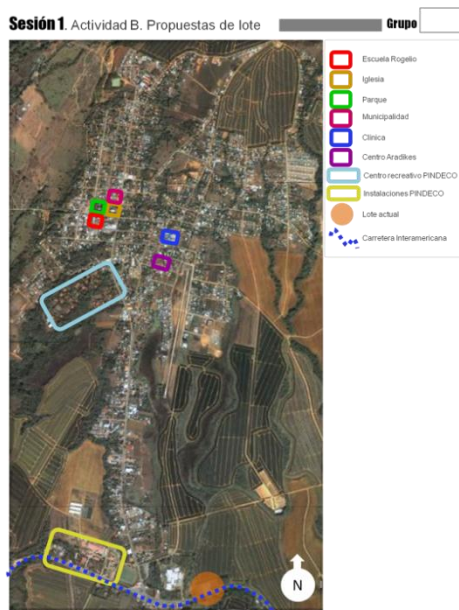 Sesión 1. Actividad B. Propuestas de lote
Grupo
Escuela Rogelio
Iglesia
Parque
Municipalidad
Clínica
Centro Aradikes
Centro recreativo PINDECO
Instalaciones PINDECO
Lote actual
Carretera Interamericana
N